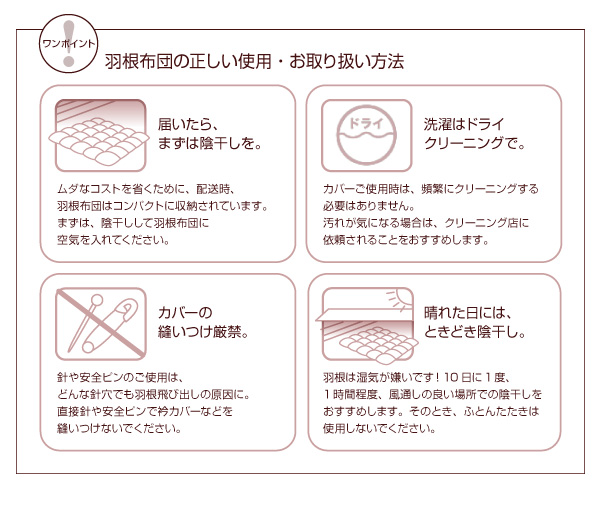 ワンポイント
羽根布団の正しい使用・お取り扱い方法
届いたら、
まずは陰干しを。
ムダなコストを省くために、配送時、
羽根布団はコンパクトに収納されています。
まずは、陰干しして羽根布団に
空気を入れてください。
ドライ
洗濯はドライ
クリーニングで。
カバーご使用時は、頻繁にクリーニングする
必要はありません。
汚れが気になる場合は、クリーニング店に
依頼されることをおすすめします。
カバーの
縫いつけ厳禁。
針や安全ピンのご使用は、
どんな針穴でも羽根飛び出しの原因に。
直接針や安全ピンで衿カバーなどを
縫いつけないでください。
晴れた日には、
ときどき陰干し。
羽根は湿気が嫌いです!10日に1度、
1時間程度、風通しの良い場所での陰干しを
おすすめします。そのとき、ふとんたたきは
使用しないでください。